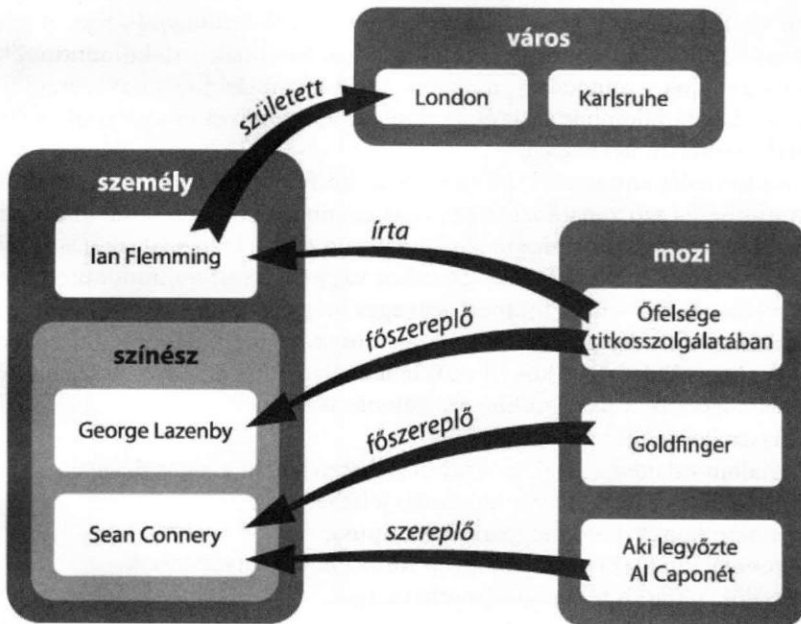 város
London
Karlsruhe
született
személy
Ian Flemming
írta
mozi
Őfelsége
titkosszolgálatában
főszereplő
színész
George Lazenby
főszereplő
Goldfinger
Sean Connery
szereplő
Aki legyőzte
Al Caponét